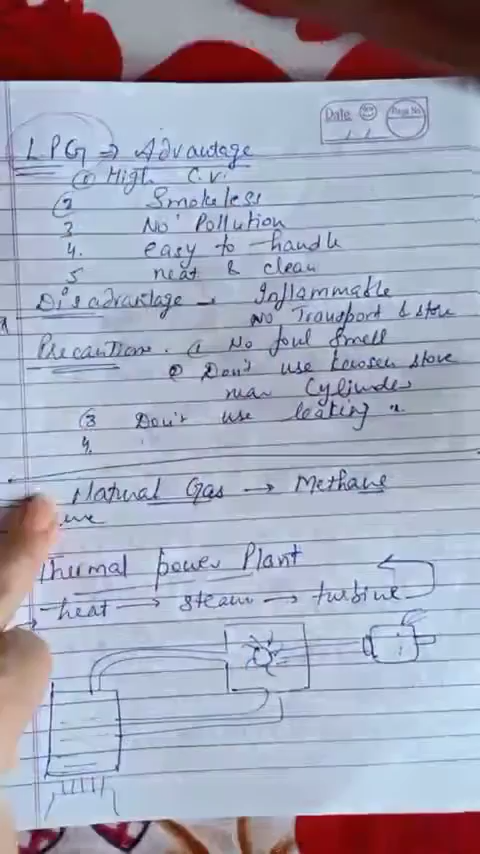 Date Page No.
LPG ⇒ Advantage
① High C.V.
② Smokeless
3 No Pollution
4. easy to handle
5 neat & clean
Disadvantage → Inflammable
No Transport & store
Precaution. ① No foul smell
② Don't use store
near Cylinder
③ Don't use leaking "
4.
Natural Gas → Methane
Thermal power Plant
heat → steam → turbine